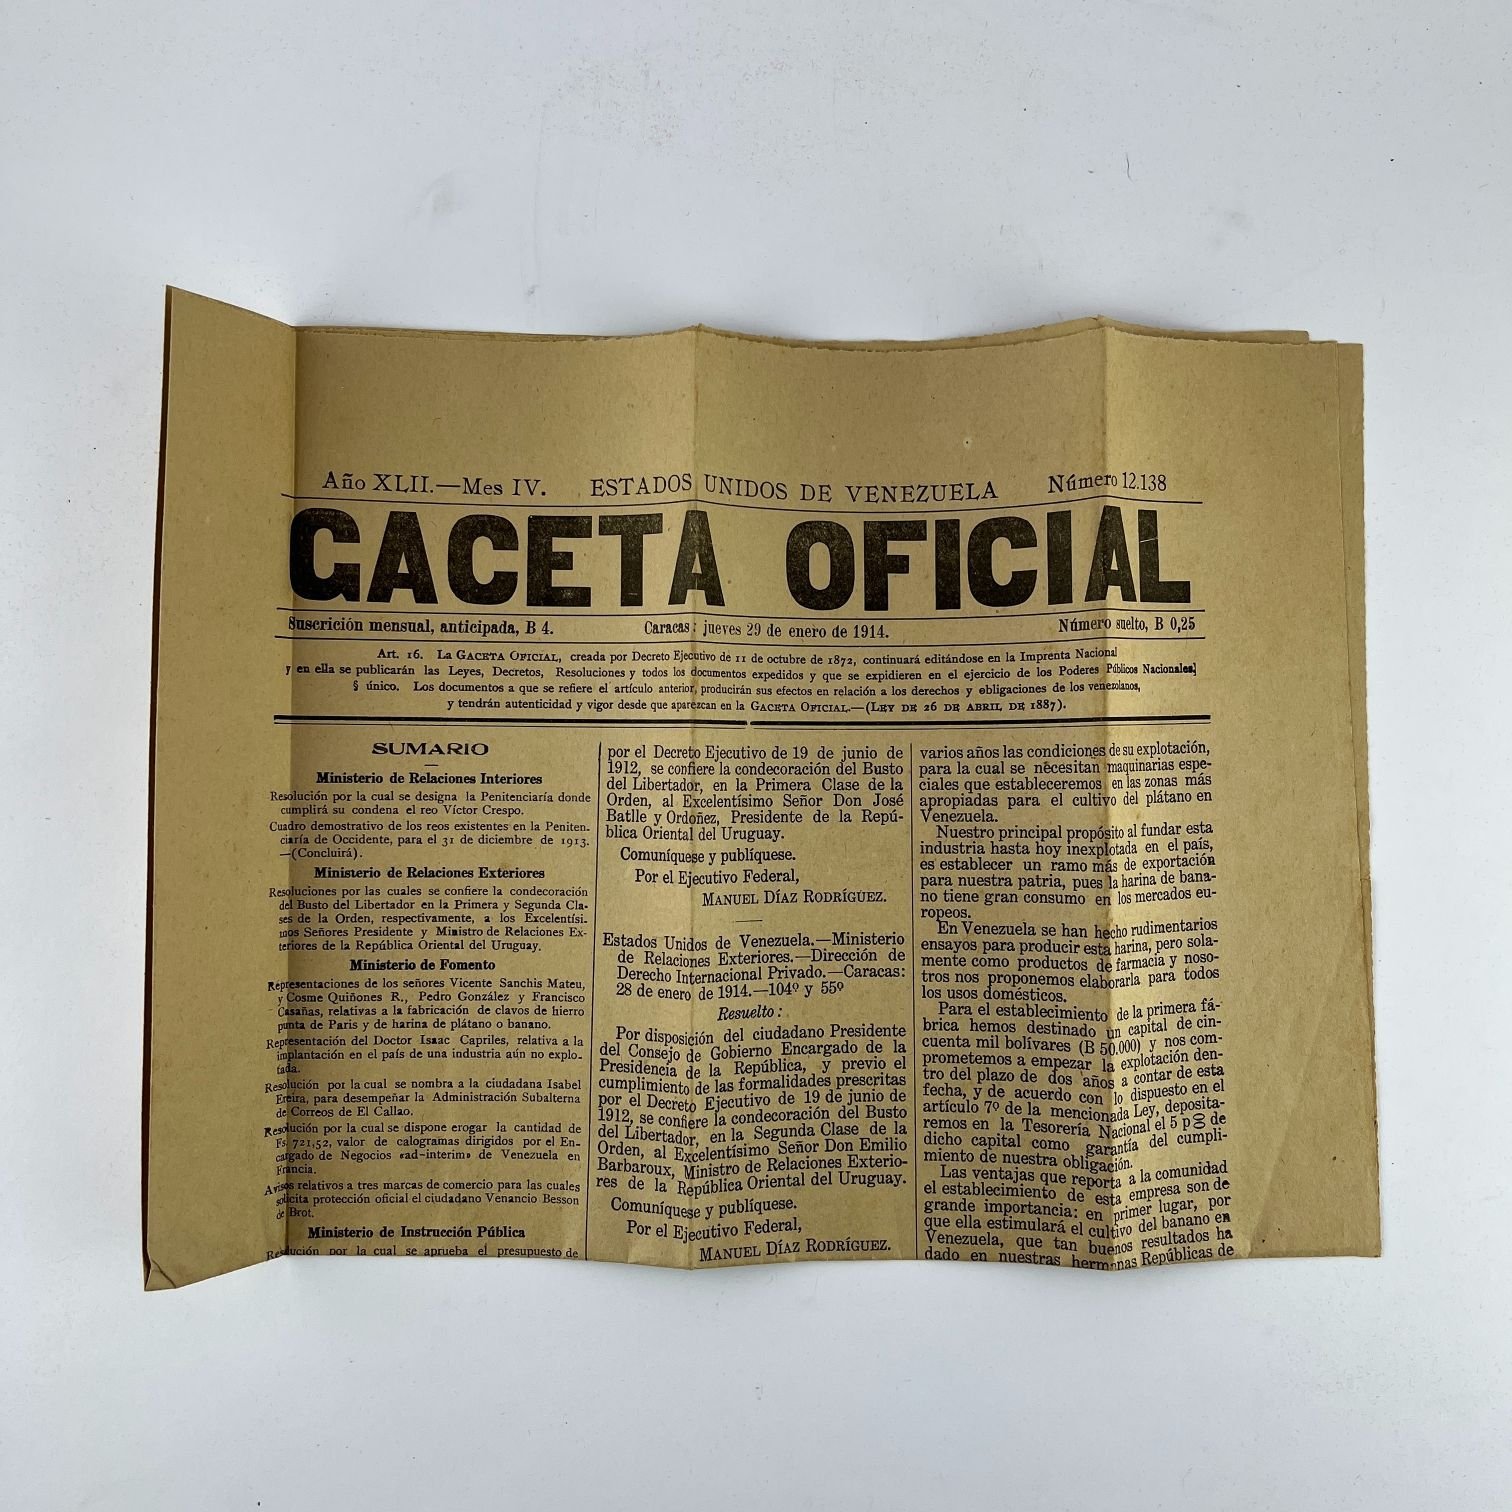 Año XLII.—Mes IV. ESTADOS UNIDOS DE VENEZUELA Número 12.138
GACETA OFICIAL
Suscrición mensual, anticipada, B 4. Caracas: jueves 29 de enero de 1914. Número suelto, B 0,25
Art. 16. La GACETA OFICIAL, creada por Decreto Ejecutivo de 11 de octubre de 1872, continuará editándose en la Imprenta Nacional
y en ella se publicarán las Leyes, Decretos, Resoluciones y todos los documentos expedidos y que se expidieren en el ejercicio de los Poderes Públicos Nacionales,
§ único. Los documentos a que se refiere el artículo anterior, producirán sus efectos en relación a los derechos y obligaciones de los venezolanos,
y tendrán autenticidad y vigor desde que aparezcan en la GACETA OFICIAL.—(LEY DE 26 DE ABRIL DE 1887).
SUMARIO
Ministerio de Relaciones Interiores
Resolución por la cual se designa la Penitenciaría donde
cumplirá su condena el reo Víctor Crespo.
Cuadro demostrativo de los reos existentes en la Peniten-
ciaría de Occidente, para el 31 de diciembre de 1913.
—(Concluirá).
Ministerio de Relaciones Exteriores
Resoluciones por las cuales se confiere la condecoración
del Busto del Libertador en la Primera y Segunda Cla-
ses de la Orden, respectivamente, a los Excelentísi-
mos Señores Presidente y Ministro de Relaciones Ex-
teriores de la República Oriental del Uruguay.
Ministerio de Fomento
Representaciones de los señores Vicente Sanchis Mateu,
y Cosme Quiñones R., Pedro González y Francisco
Casañas, relativas a la fabricación de clavos de hierro
punta de Paris y de harina de plátano o banano.
Representación del Doctor Isaac Capriles, relativa a la
implantación en el país de una industria aún no explo-
tada.
Resolución por la cual se nombra a la ciudadana Isabel
Ereira, para desempeñar la Administración Subalterna
de Correos de El Callao.
Resolución por la cual se dispone erogar la cantidad de
Fs. 721,52, valor de calogramas dirigidos por el En-
cargado de Negocios «ad-interim» de Venezuela en
Francia.
Avisos relativos a tres marcas de comercio para las cuales
solicita protección oficial el ciudadano Venancio Besson
de Brot.
Ministerio de Instrucción Pública
Resolución por la cual se aprueba el presupuesto de
por el Decreto Ejecutivo de 19 de junio de
1912, se confiere la condecoración del Busto
del Libertador, en la Primera Clase de la
Orden, al Excelentísimo Señor Don José
Batlle y Ordoñez, Presidente de la Repú-
blica Oriental del Uruguay.
Comuníquese y publíquese.
Por el Ejecutivo Federal,
MANUEL DÍAZ RODRÍGUEZ.
Estados Unidos de Venezuela.—Ministerio
de Relaciones Exteriores.—Dirección de
Derecho Internacional Privado.—Caracas:
28 de enero de 1914.—104º y 55º
Resuelto:
Por disposición del ciudadano Presidente
del Consejo de Gobierno Encargado de la
Presidencia de la República, y previo el
cumplimiento de las formalidades prescritas
por el Decreto Ejecutivo de 19 de junio de
1912, se confiere la condecoración del Busto
del Libertador, en la Segunda Clase de la
Orden, al Excelentísimo Señor Don Emilio
Barbaroux, Ministro de Relaciones Exterio-
res de la República Oriental del Uruguay.
Comuníquese y publíquese.
Por el Ejecutivo Federal,
MANUEL DÍAZ RODRÍGUEZ.
varios años las condiciones de su explotación,
para la cual se necesitan maquinarias espe-
ciales que estableceremos en las zonas más
apropiadas para el cultivo del plátano en
Venezuela.
Nuestro principal propósito al fundar esta
industria hasta hoy inexplotada en el país,
es establecer un ramo más de exportación
para nuestra patria, pues la harina de bana-
no tiene gran consumo en los mercados eu-
ropeos.
En Venezuela se han hecho rudimentarios
ensayos para producir esta harina, pero sola-
mente como productos de farmacia y noso-
tros nos proponemos elaborarla para todos
los usos domésticos.
Para el establecimiento de la primera fá-
brica hemos destinado un capital de cin-
cuenta mil bolívares (B 50.000) y nos com-
prometemos a empezar la explotación den-
tro del plazo de dos años a contar de esta
fecha, y de acuerdo con lo dispuesto en el
artículo 7º de la mencionada Ley, deposita-
remos en la Tesorería Nacional el 5 p00 de
dicho capital como garantía del cumpli-
miento de nuestra obligación.
Las ventajas que reporta a la comunidad
el establecimiento de esta empresa son de
grande importancia: en primer lugar, por
que ella estimulará el cultivo del banano en
Venezuela, que tan buenos resultados ha
dado en nuestras hermanas Repúblicas de